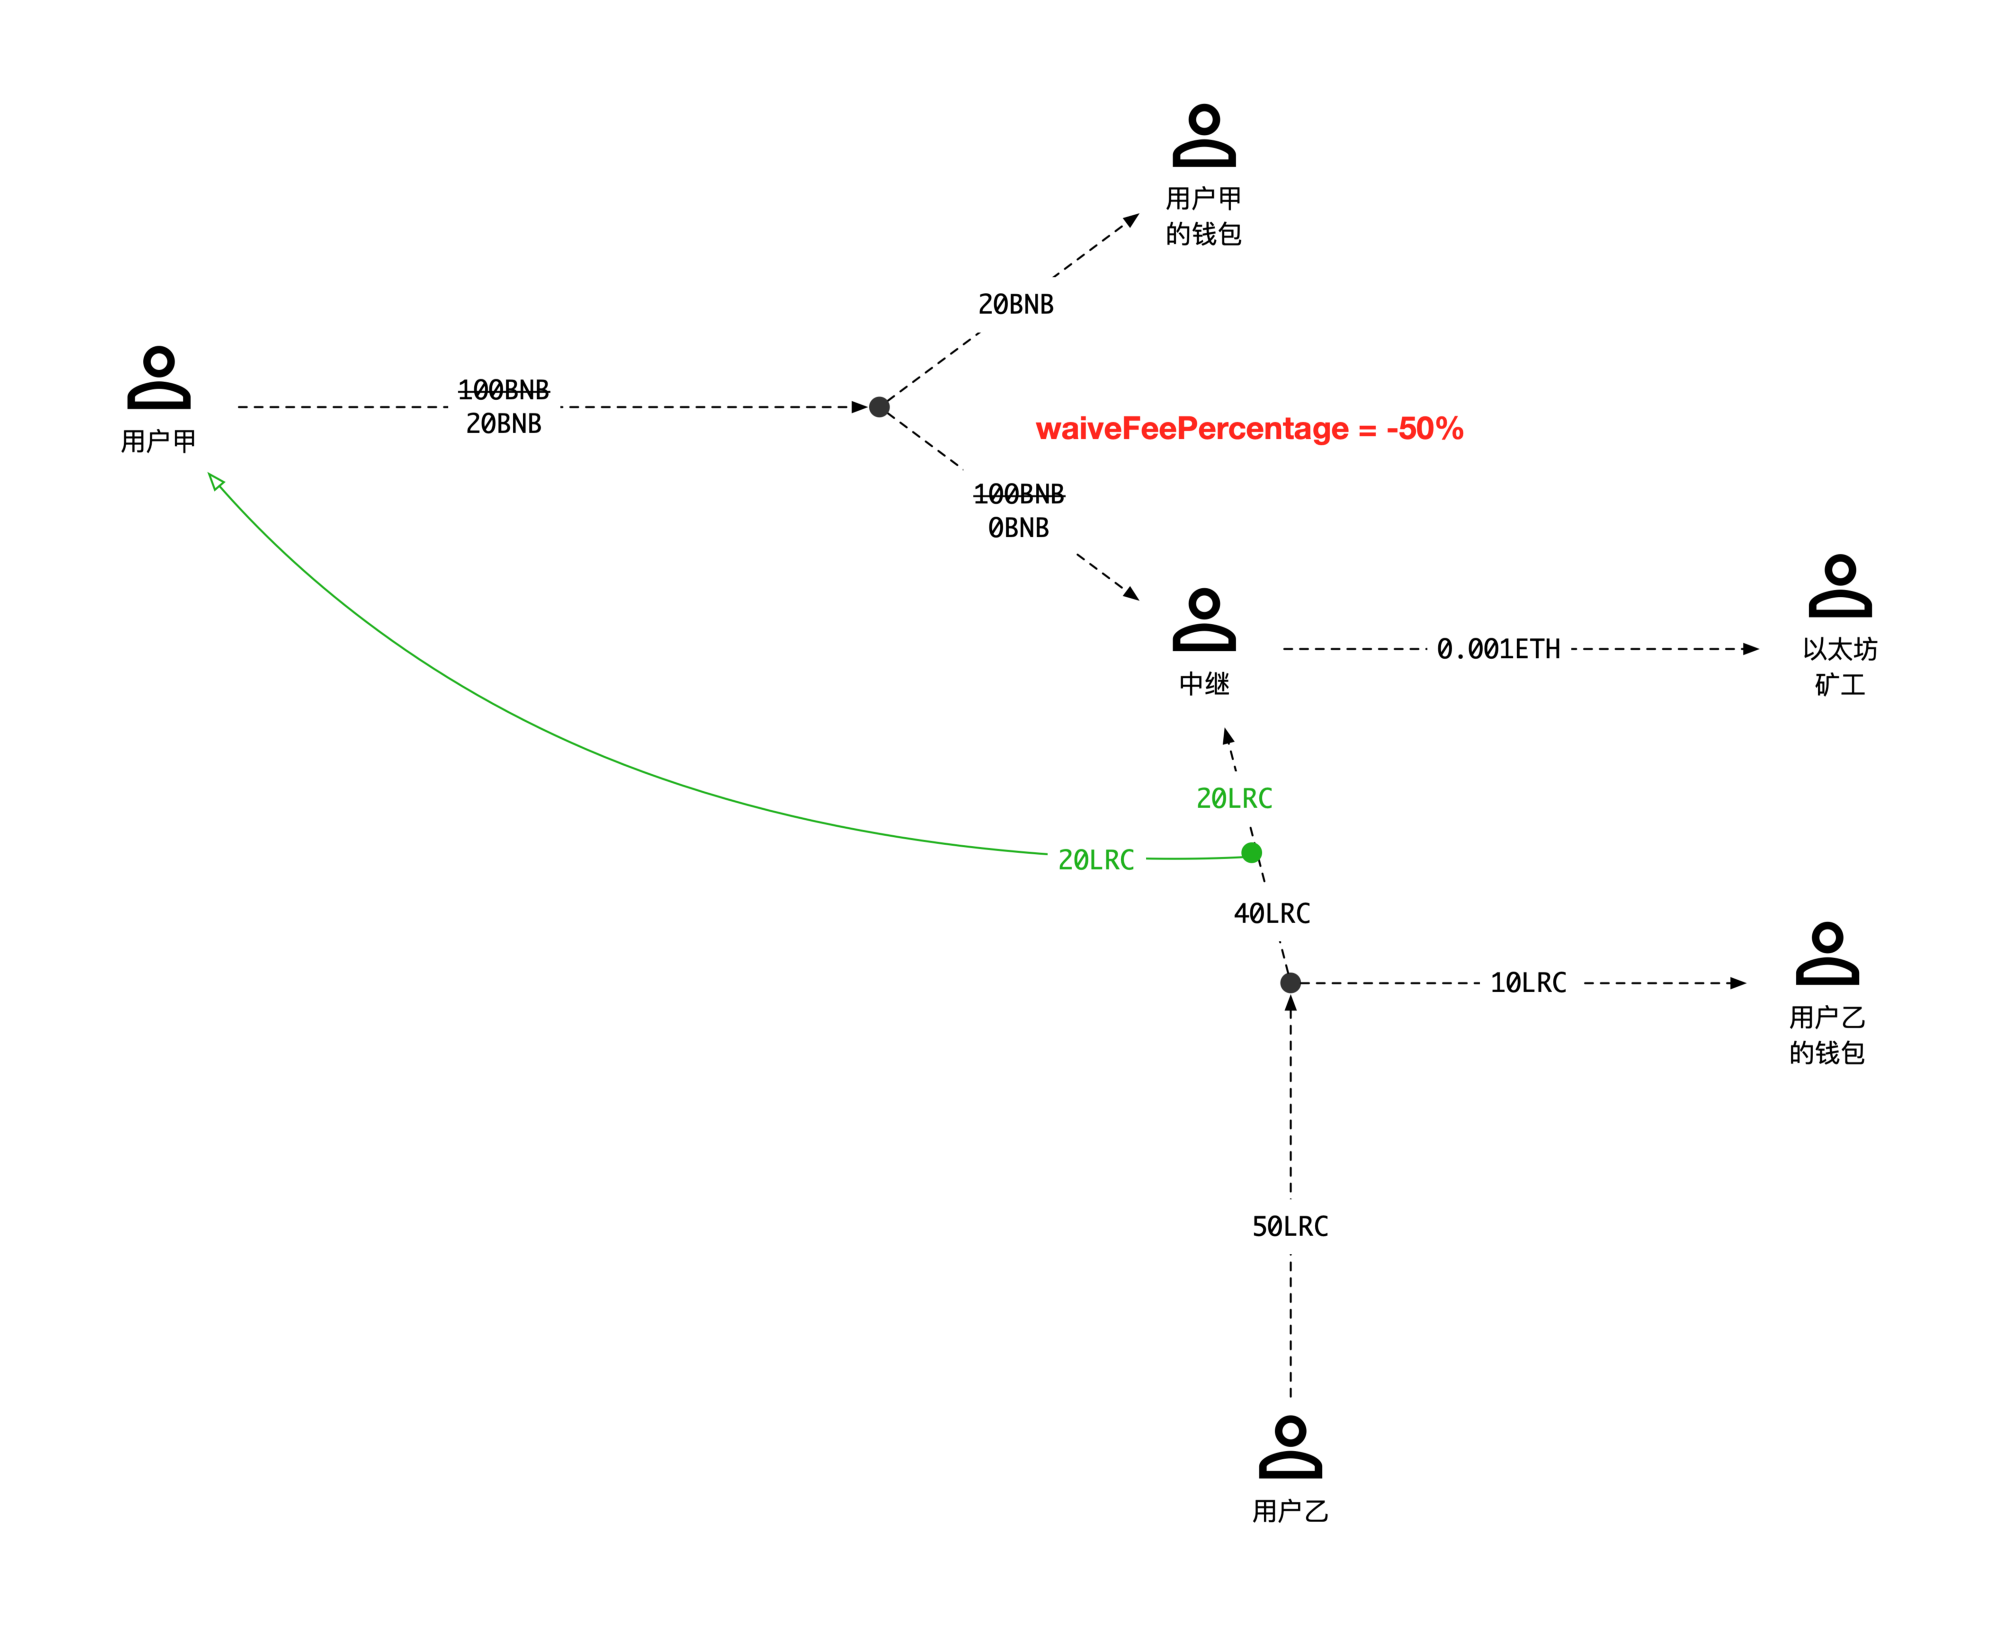 用户甲
的钱包
20BNB
100BNB
20BNB
用户甲
waiveFeePercentage = -50%
100BNB
0BNB
中继
0.001ETH
以太坊
矿工
20LRC
20LRC
40LRC
10LRC
用户乙
的钱包
50LRC
用户乙